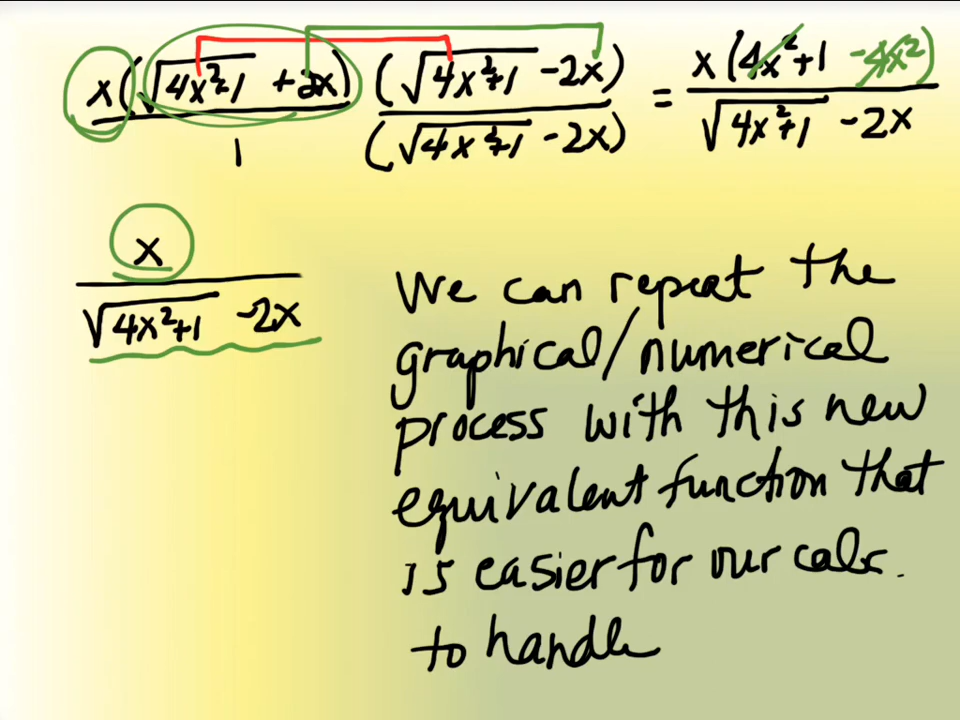 x(√4x²+1 +2x)/1 (√4x²+1 -2x)/(√4x²+1 -2x) = x(4x²+1 -4x²)/√4x²+1 -2x
x/√4x²+1 -2x
We can repeat the
graphical/numerical
process with this new
equivalent function that
is easier for our calcs.
to handle